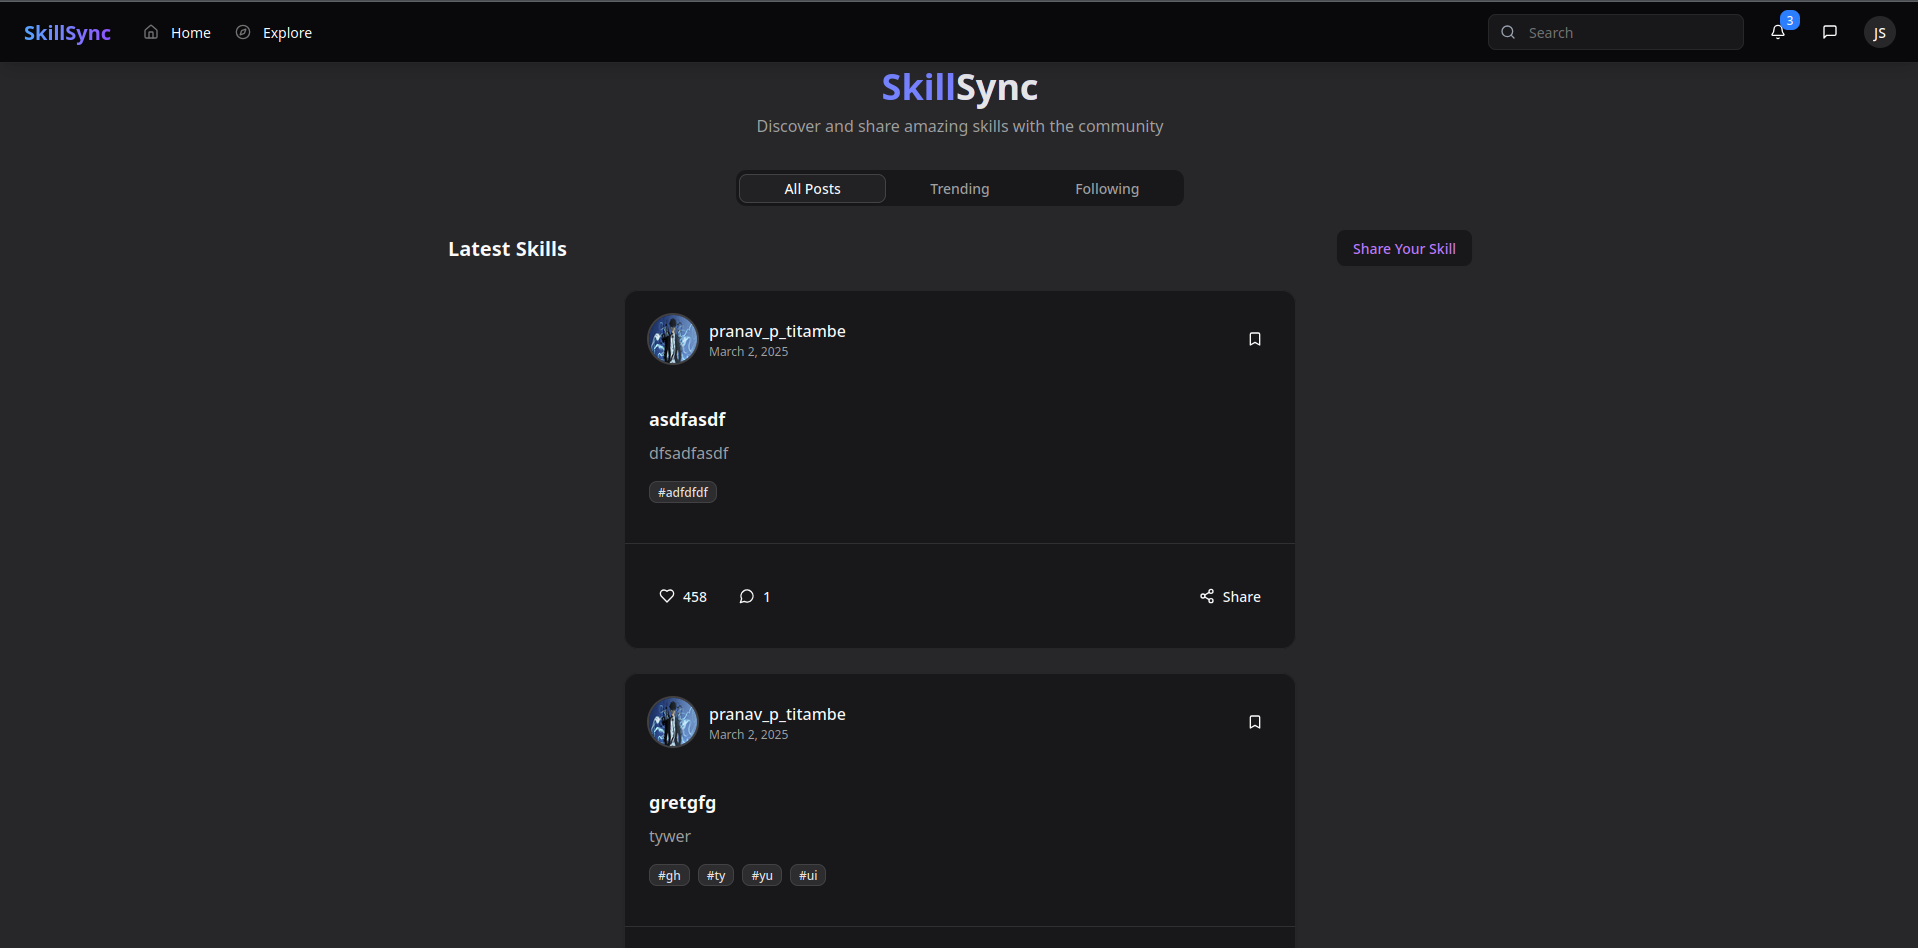 SkillSync Home Explore Search 3 JS
SkillSync
Discover and share amazing skills with the community
All Posts Trending Following
Latest Skills Share Your Skill
pranav_p_titambe
March 2, 2025
asdfasdf
dfsadfasdf
#adfdfdf
458 1 Share
pranav_p_titambe
March 2, 2025
gretgfg
tywer
#gh #ty #yu #ui